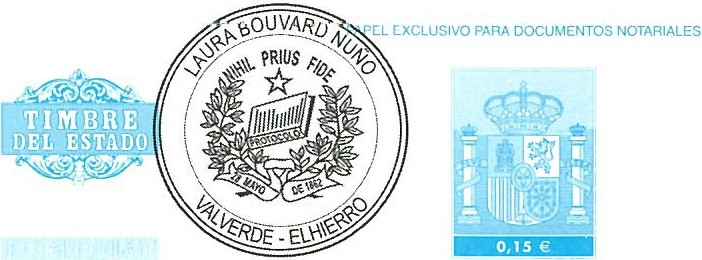 LAURA BOUVARD NUÑO
PAPEL EXCLUSIVO PARA DOCUMENTOS NOTARIALES
NIHIL PRIUS FIDE
TIMBRE
DEL ESTADO
PROTOCOLO
28 MAYO DE 1862
VALVERDE - ELHIERRO
0,15 €